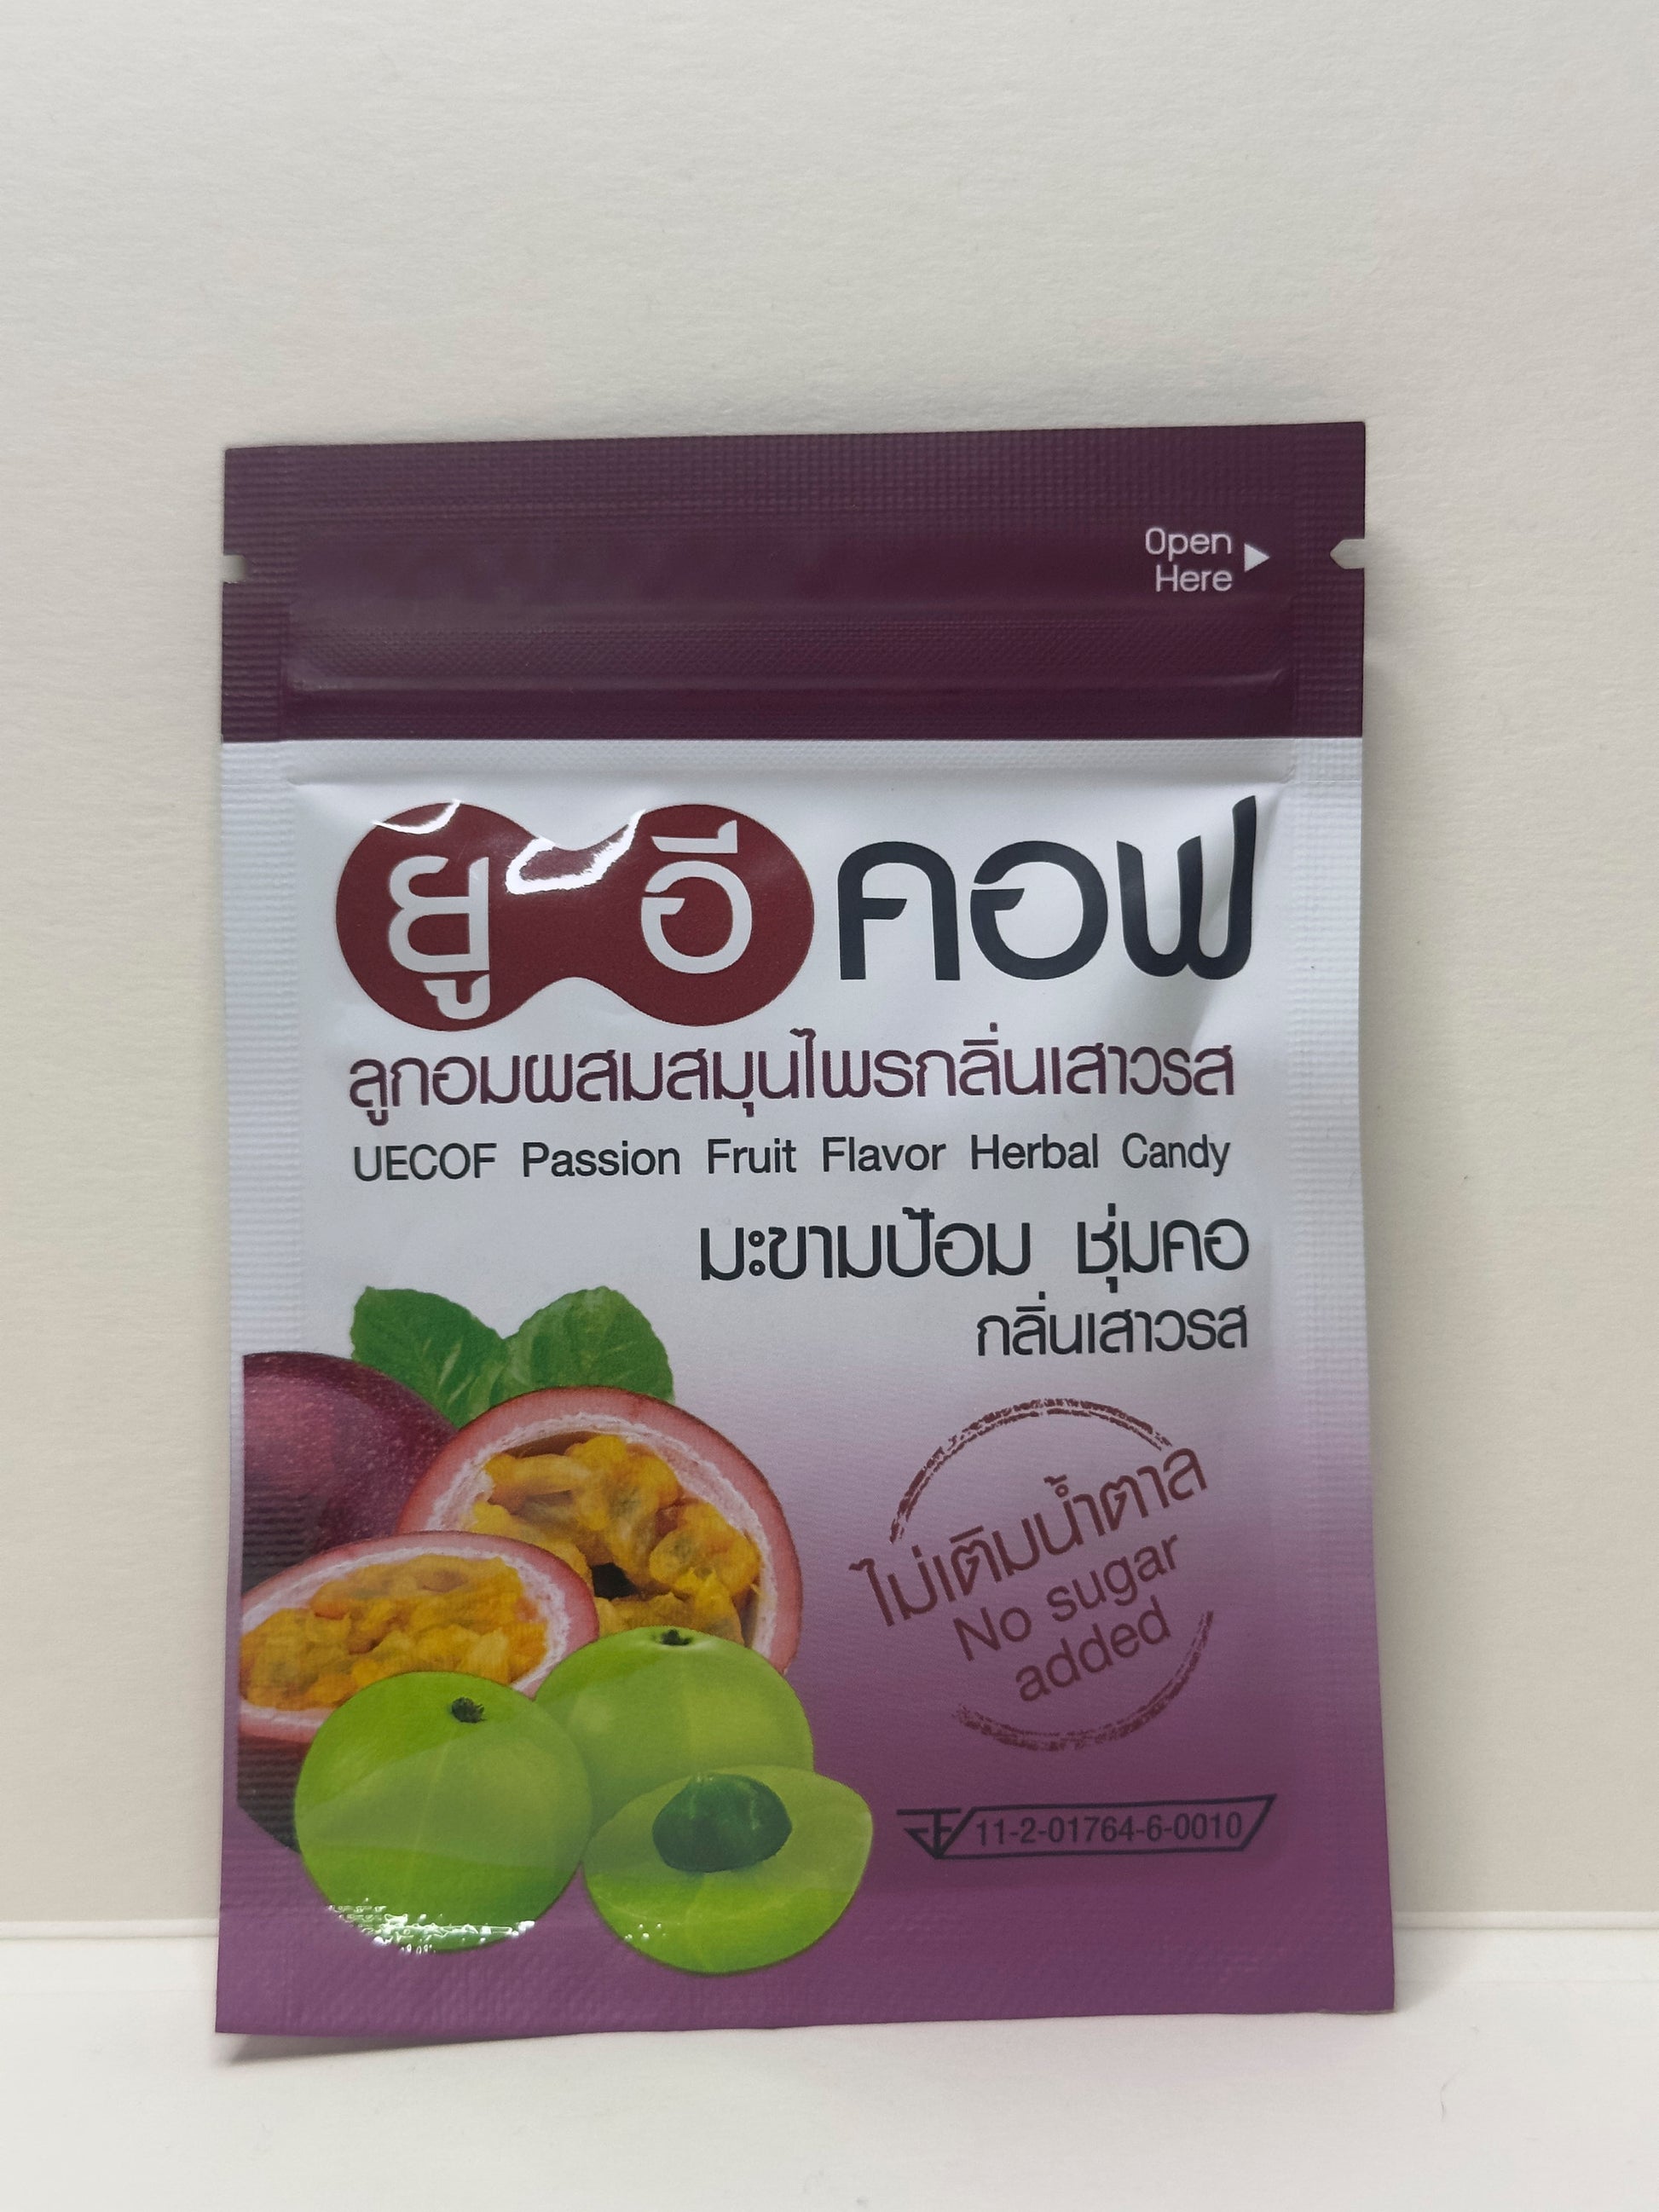 Open
Here
ยู อี คอฟ
ลูกอมผสมสมุนไพรกลิ่นเสาวรส
UECOF Passion Fruit Flavor Herbal Candy
มะขามป้อม ชุ่มคอ
กลิ่นเสาวรส
ไม่เติมน้ำตาล
No sugar
added
11-2-01764-6-0010